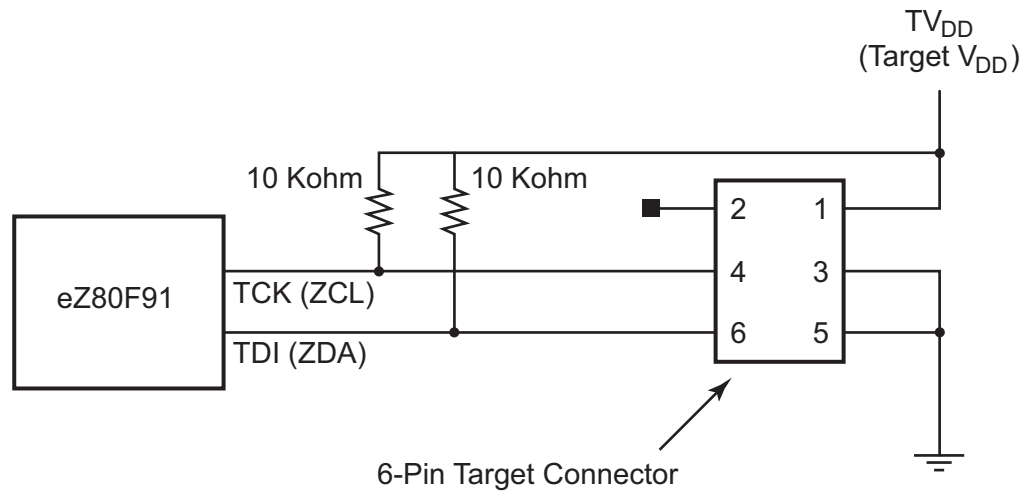 TVDD
(Target VDD)
10 Kohm
10 Kohm
2
1
4
3
6
5
eZ80F91
TCK (ZCL)
TDI (ZDA)
6-Pin Target Connector